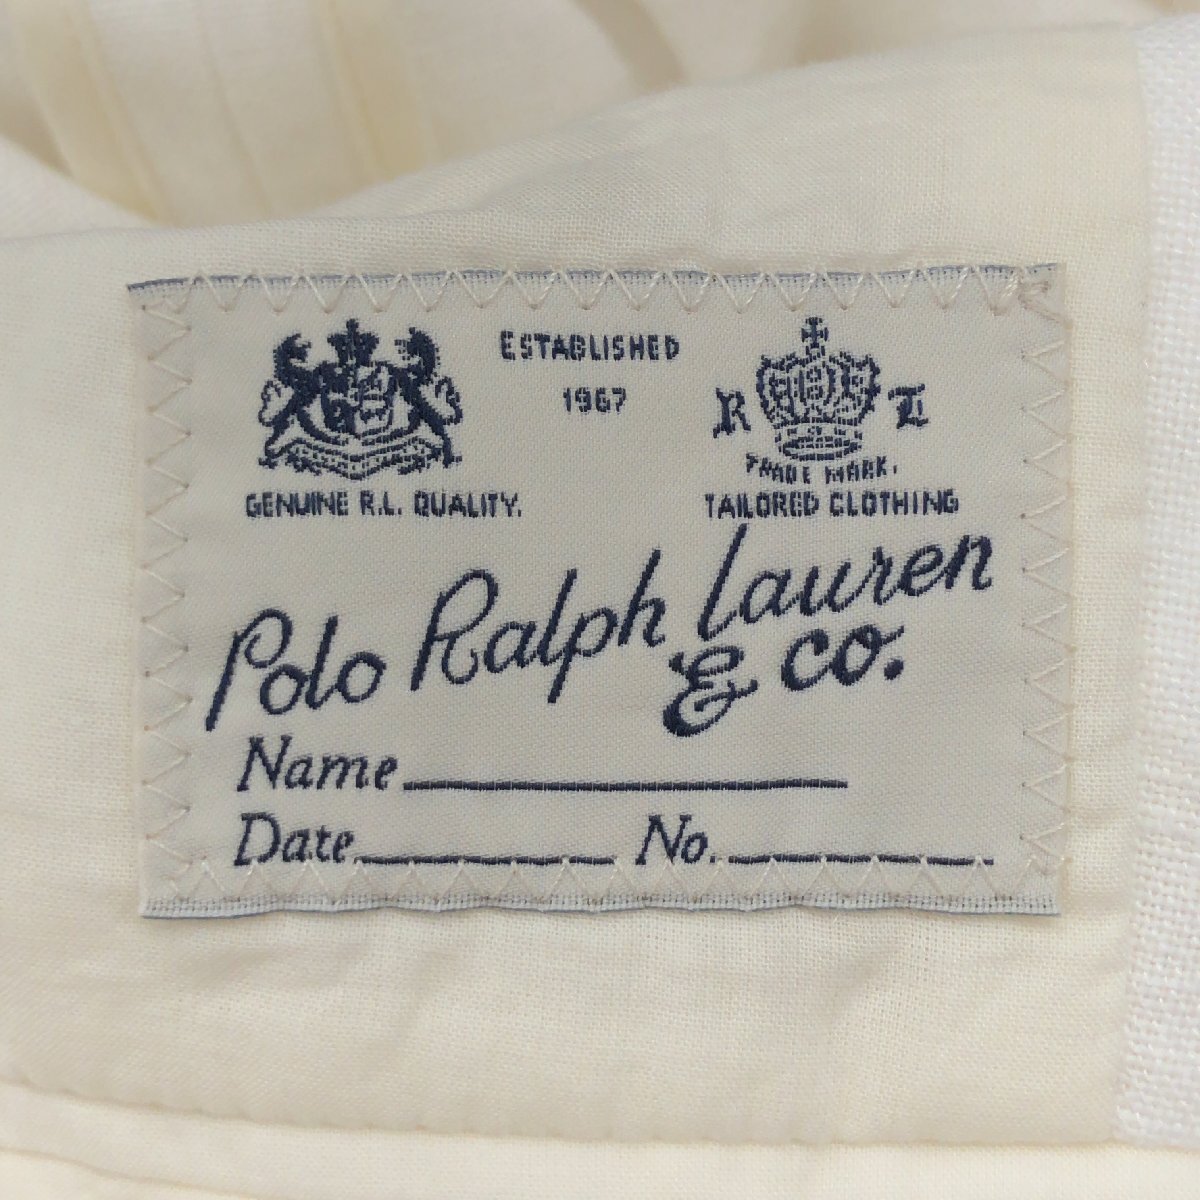 ESTABLISHED
1967
R L
TRADE MARK.
GENUINE R.L. QUALITY.
TAILORED CLOTHING
Polo Ralph Lauren
& co.
Name
Date No.